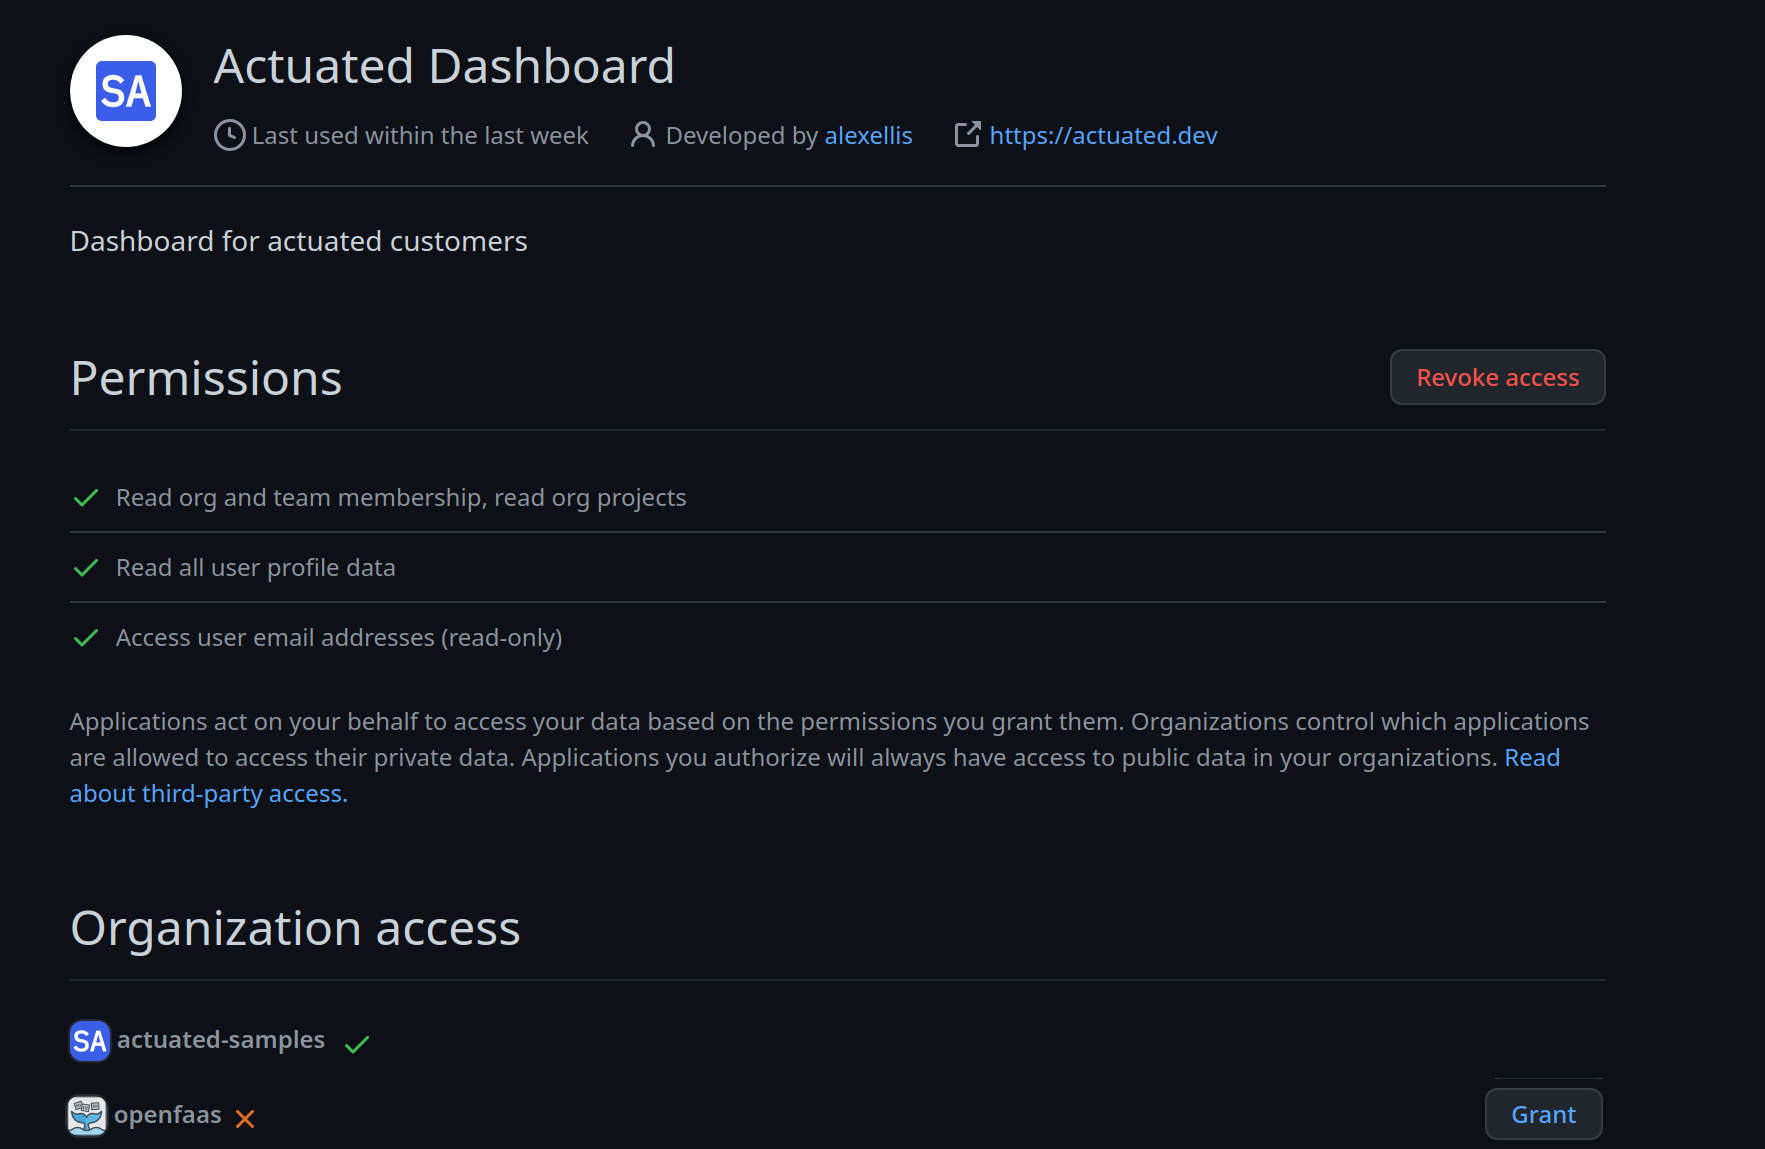 SA
Actuated Dashboard
Last used within the last week Developed by alexellis https://actuated.dev
Dashboard for actuated customers
Permissions Revoke access
Read org and team membership, read org projects
Read all user profile data
Access user email addresses (read-only)
Applications act on your behalf to access your data based on the permissions you grant them. Organizations control which applications
are allowed to access their private data. Applications you authorize will always have access to public data in your organizations. Read
about third-party access.
Organization access
SA actuated-samples
openfaas Grant